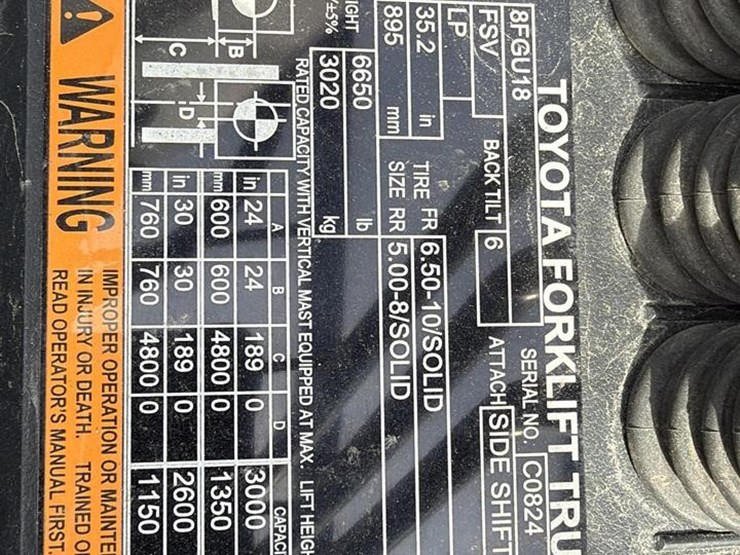 TOYOTA FORKLIFT TRU
8FGU18 SERIAL NO. C0824
FSV BACK TILT 6 ATTACH SIDE SHIFT
LP
35.2 in TIRE FR 6.50-10/SOLID
895 mm SIZE RR 5.00-8/SOLID
IGHT 6650 lb
±5% 3020 kg
RATED CAPACITY WITH VERTICAL MAST EQUIPPED AT MAX. LIFT HEIGH
A B C D CAPACI
in 24 24 189 0 3000
mm 600 600 4800 0 1350
in 30 30 189 0 2600
mm 760 760 4800 0 1150
B
C
D
WARNING
IMPROPER OPERATION OR MAINTE
IN INJURY OR DEATH. TRAINED O
READ OPERATOR'S MANUAL FIRST.